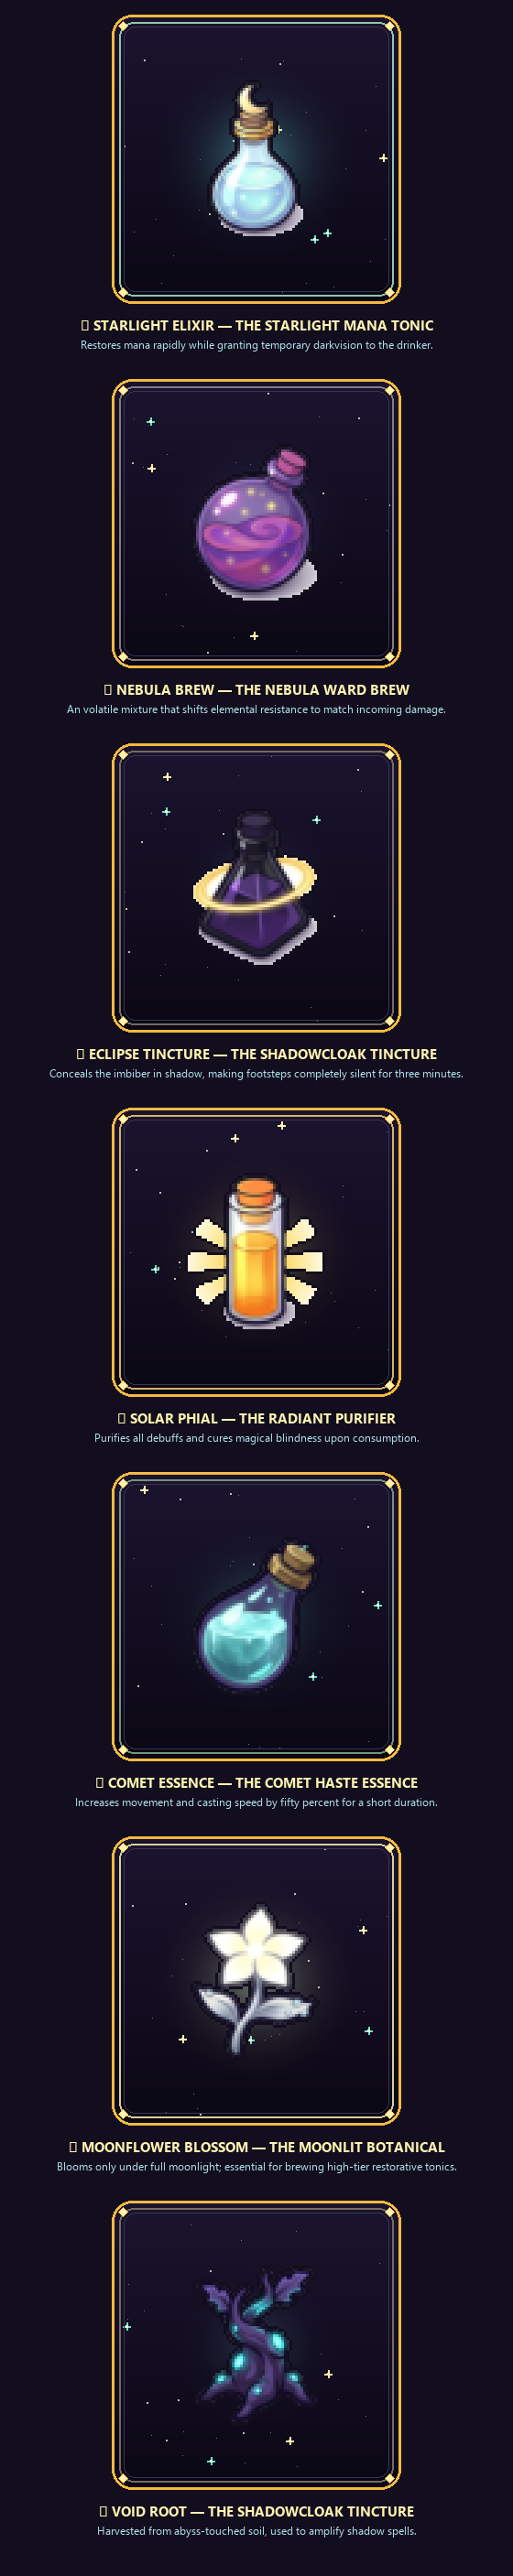 STARLIGHT ELIXIR — THE STARLIGHT MANA TONIC
Restores mana rapidly while granting temporary darkvision to the drinker.
NEBULA BREW — THE NEBULA WARD BREW
An volatile mixture that shifts elemental resistance to match incoming damage.
ECLIPSE TINCTURE — THE SHADOWCLOAK TINCTURE
Conceals the imbiber in shadow, making footsteps completely silent for three minutes.
SOLAR PHIAL — THE RADIANT PURIFIER
Purifies all debuffs and cures magical blindness upon consumption.
COMET ESSENCE — THE COMET HASTE ESSENCE
Increases movement and casting speed by fifty percent for a short duration.
MOONFLOWER BLOSSOM — THE MOONLIT BOTANICAL
Blooms only under full moonlight; essential for brewing high-tier restorative tonics.
VOID ROOT — THE SHADOWCLOAK TINCTURE
Harvested from abyss-touched soil, used to amplify shadow spells.